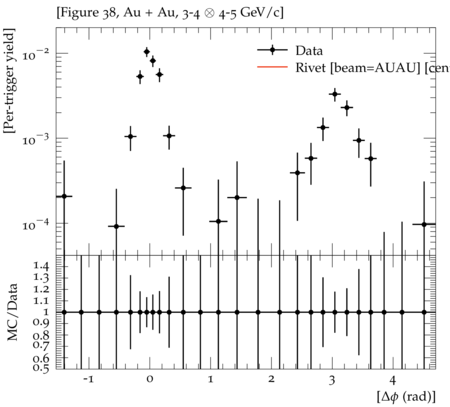 [Figure 38, Au + Au, 3-4 ⊗ 4-5 GeV/c]
[Per-trigger yield]
10⁻²
10⁻³
10⁻⁴
Data
Rivet [beam=AUAU] [cen
MC/Data
1.4
1.3
1.2
1.1
1
0.9
0.8
0.7
0.6
0.5
-1 0 1 2 3 4
[Δϕ (rad)]